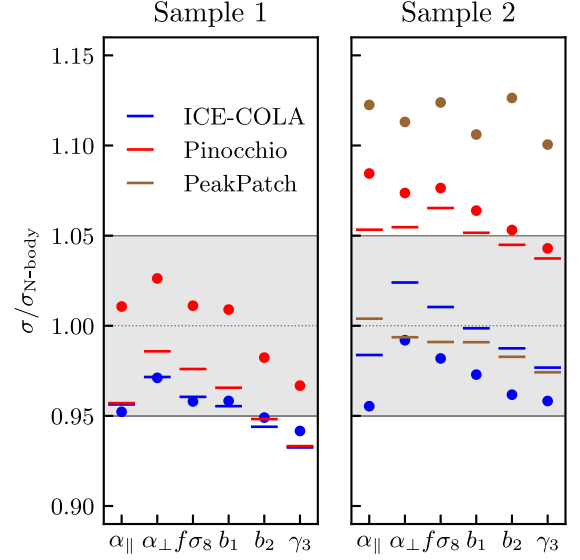 Sample 1
Sample 2
1.15
1.10
1.05
1.00
0.95
0.90
σ/σN-body
ICE-COLA
Pinocchio
PeakPatch
α∥ α⊥ fσ8 b1 b2 γ3
α∥ α⊥ fσ8 b1 b2 γ3